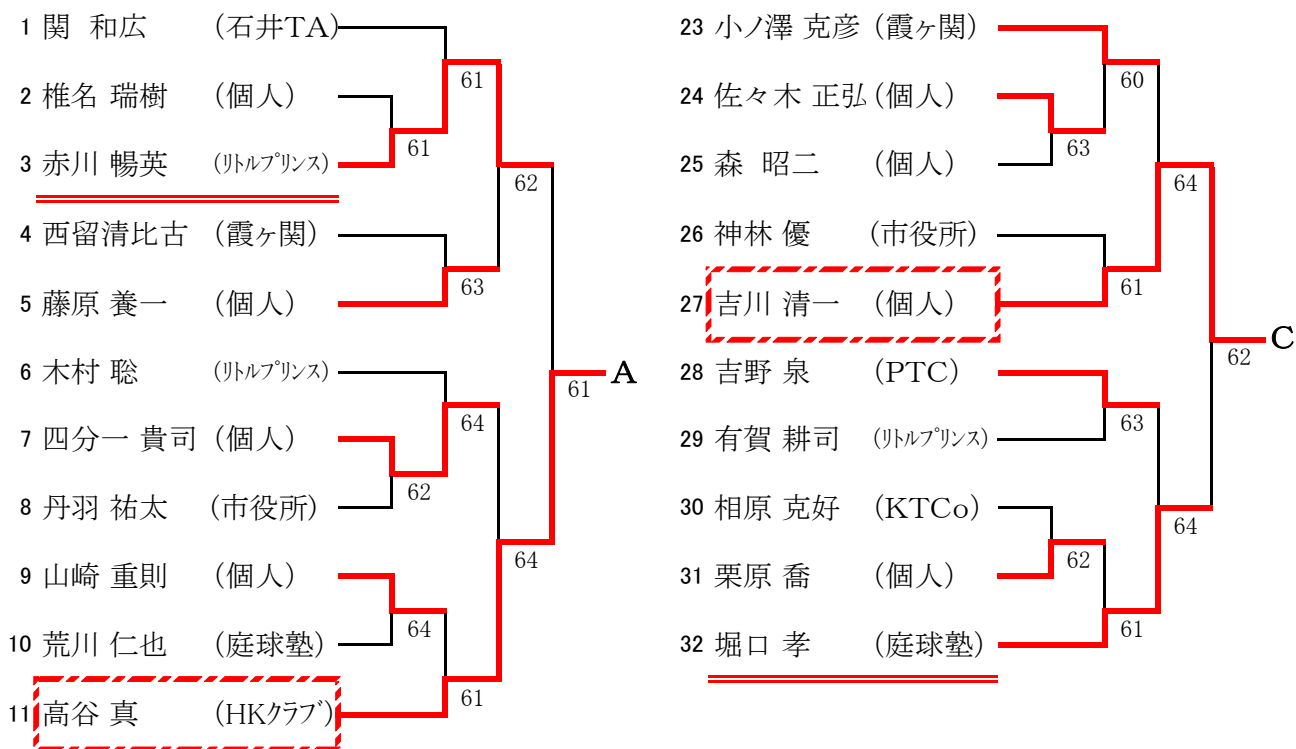 1 関 和広 (石井TA)
61
2 椎名 瑞樹 (個人)
61
3 赤川 暢英 (ﾘﾄﾙﾌﾟﾘﾝｽ)
62
4 西留清比古 (霞ヶ関)
63
5 藤原 養一 (個人)
6 木村 聡 (ﾘﾄﾙﾌﾟﾘﾝｽ)
61 A
64
7 四分一 貴司 (個人)
62
8 丹羽 祐太 (市役所)
64
9 山崎 重則 (個人)
64
10 荒川 仁也 (庭球塾)
61
11 高谷 真 (HKｸﾗﾌﾞ)
23 小ノ澤 克彦 (霞ヶ関)
60
24 佐々木 正弘 (個人)
63
25 森 昭二 (個人)
64
26 神林 優 (市役所)
61
27 吉川 清一 (個人)
62 C
28 吉野 泉 (PTC)
63
29 有賀 耕司 (ﾘﾄﾙﾌﾟﾘﾝｽ)
30 相原 克好 (KTCo)
64
62
31 栗原 喬 (個人)
61
32 堀口 孝 (庭球塾)